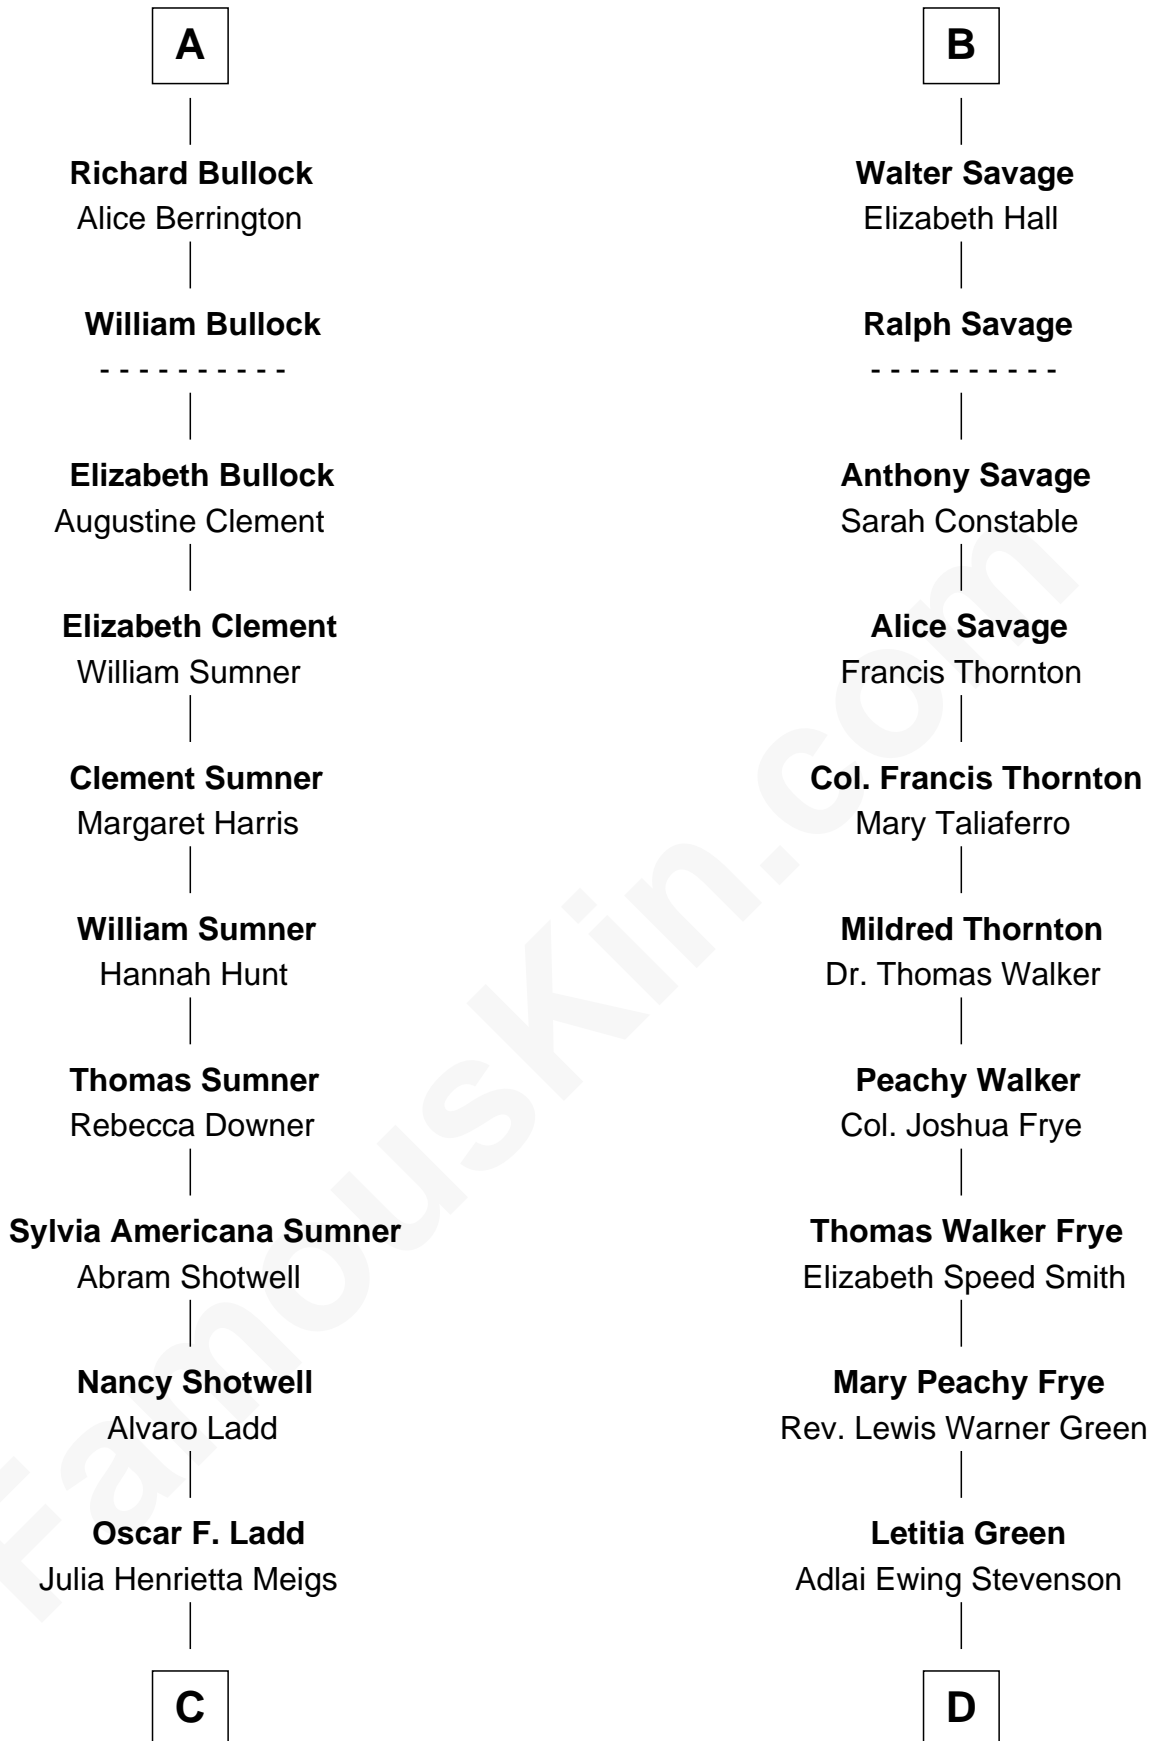 A
Richard Bullock
Alice Berrington
William Bullock
- - - - - - - - - -
Elizabeth Bullock
Augustine Clement
Elizabeth Clement
William Sumner
Clement Sumner
Margaret Harris
William Sumner
Hannah Hunt
Thomas Sumner
Rebecca Downer
Sylvia Americana Sumner
Abram Shotwell
Nancy Shotwell
Alvaro Ladd
Oscar F. Ladd
Julia Henrietta Meigs
C
B
Walter Savage
Elizabeth Hall
Ralph Savage
- - - - - - - - - -
Anthony Savage
Sarah Constable
Alice Savage
Francis Thornton
Col. Francis Thornton
Mary Taliaferro
Mildred Thornton
Dr. Thomas Walker
Peachy Walker
Col. Joshua Frye
Thomas Walker Frye
Elizabeth Speed Smith
Mary Peachy Frye
Rev. Lewis Warner Green
Letitia Green
Adlai Ewing Stevenson
D
FamousKin.com